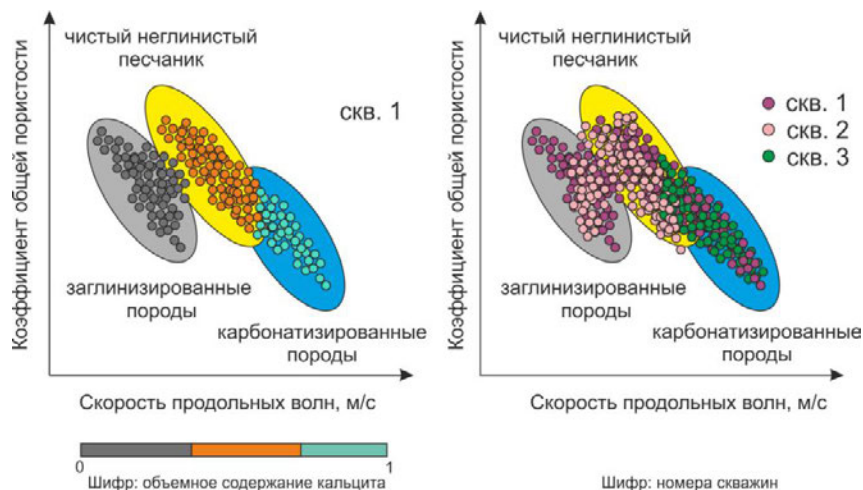 чистый неглинистый
песчаник
скв. 1
Коэффициент общей пористости
заглинизированные
породы
карбонатизированные
породы
Скорость продольных волн, м/с
0
1
Шифр: объемное содержание кальцита
чистый неглинистый
песчаник
скв. 1
скв. 2
скв. 3
Коэффициент общей пористости
заглинизированные
породы
карбонатизированные
породы
Скорость продольных волн, м/с
Шифр: номера скважин